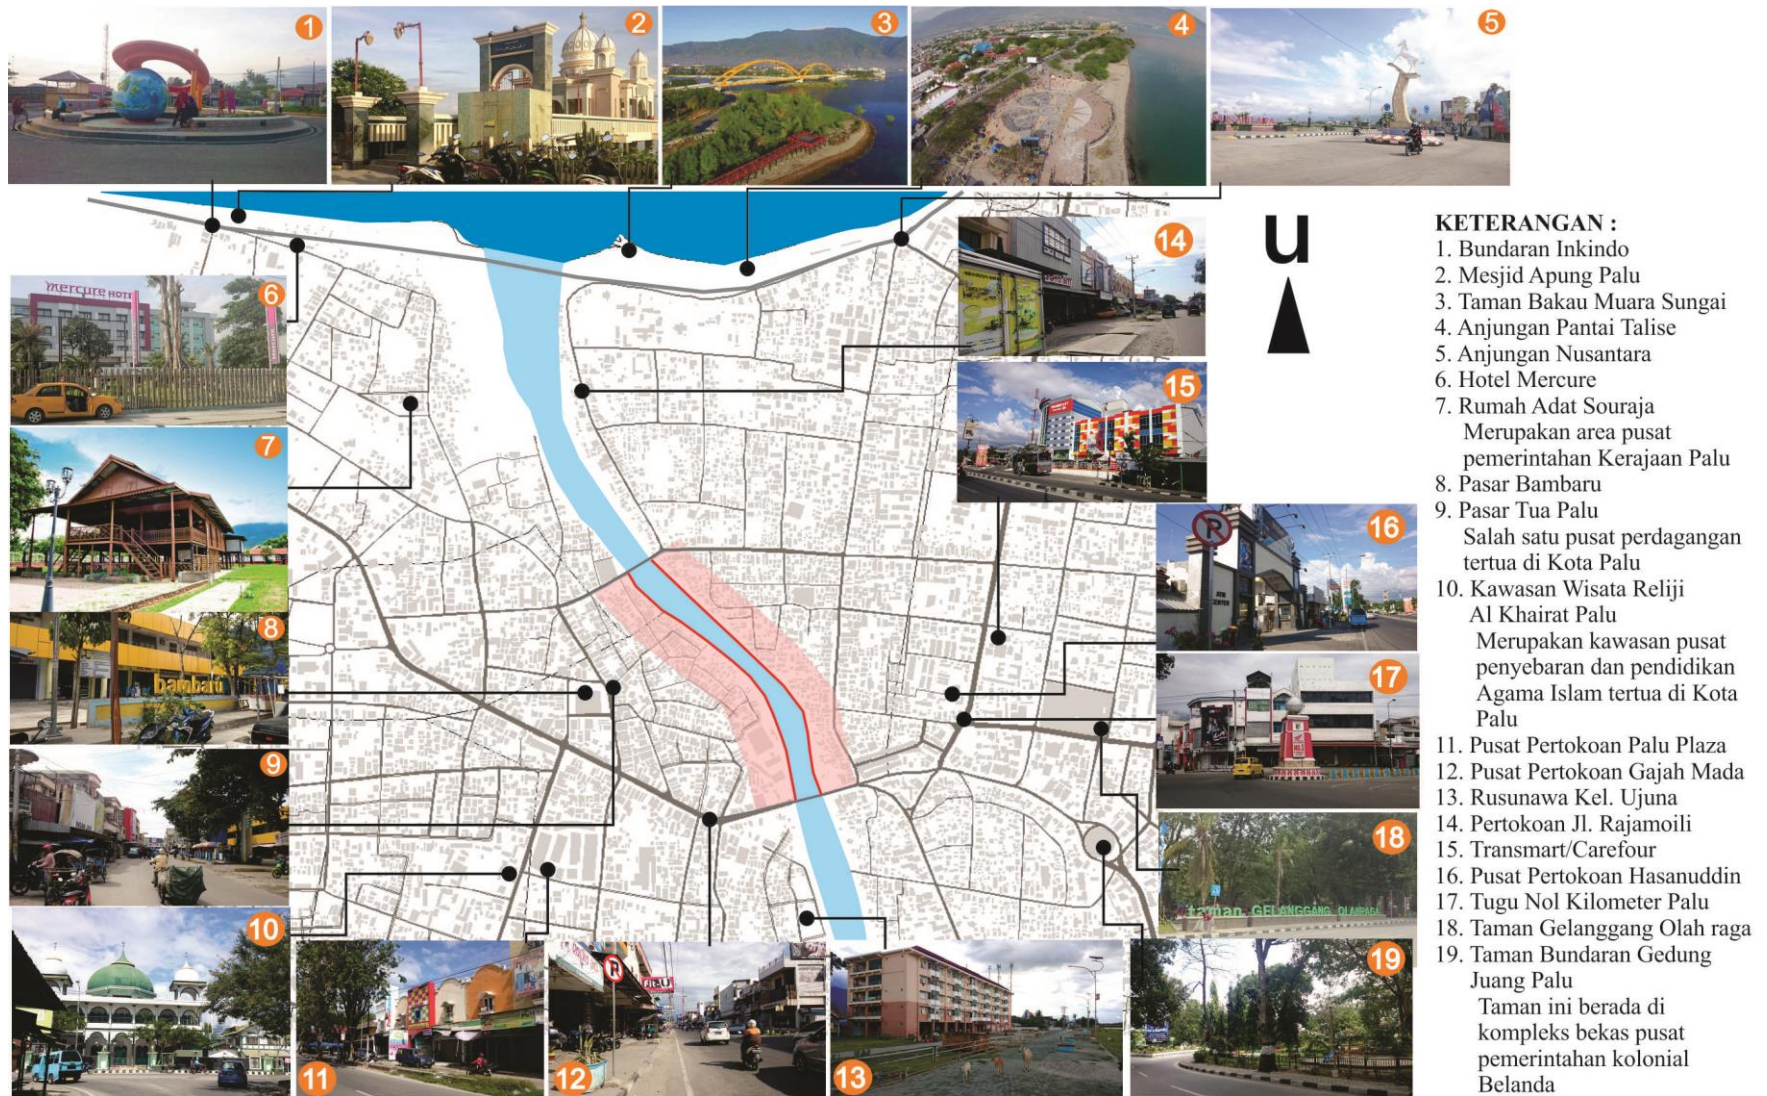 1
2
3
4
5
6
7
8
9
10
11
12
13
14
15
16
17
18
19
mercure HOTEL
bambaru
ATM
CENTER
taman GELANGGANG OLAHRAGA
u
KETERANGAN :
1. Bundaran Inkindo
2. Mesjid Apung Palu
3. Taman Bakau Muara Sungai
4. Anjungan Pantai Talise
5. Anjungan Nusantara
6. Hotel Mercure
7. Rumah Adat Souraja
Merupakan area pusat
pemerintahan Kerajaan Palu
8. Pasar Bambaru
9. Pasar Tua Palu
Salah satu pusat perdagangan
tertua di Kota Palu
10. Kawasan Wisata Reliji
Al Khairat Palu
Merupakan kawasan pusat
penyebaran dan pendidikan
Agama Islam tertua di Kota
Palu
11. Pusat Pertokoan Palu Plaza
12. Pusat Pertokoan Gajah Mada
13. Rusunawa Kel. Ujuna
14. Pertokoan Jl. Rajamoili
15. Transmart/Carefour
16. Pusat Pertokoan Hasanuddin
17. Tugu Nol Kilometer Palu
18. Taman Gelanggang Olah raga
19. Taman Bundaran Gedung
Juang Palu
Taman ini berada di
kompleks bekas pusat
pemerintahan kolonial
Belanda